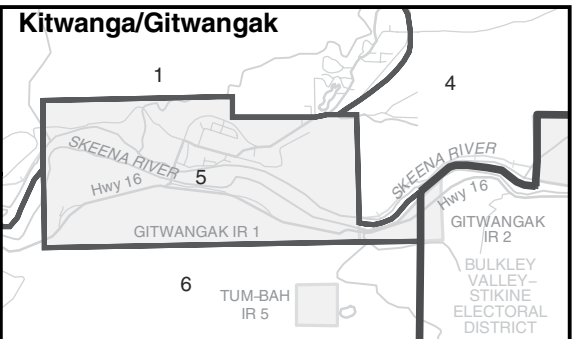 Kitwanga/Gitwangak
1
4
SKEENA RIVER
5
Hwy 16
SKEENA RIVER
Hwy 16
GITWANGAK IR 1
GITWANGAK
IR 2
6
TUM-BAH
IR 5
BULKLEY
VALLEY–
STIKINE
ELECTORAL
DISTRICT